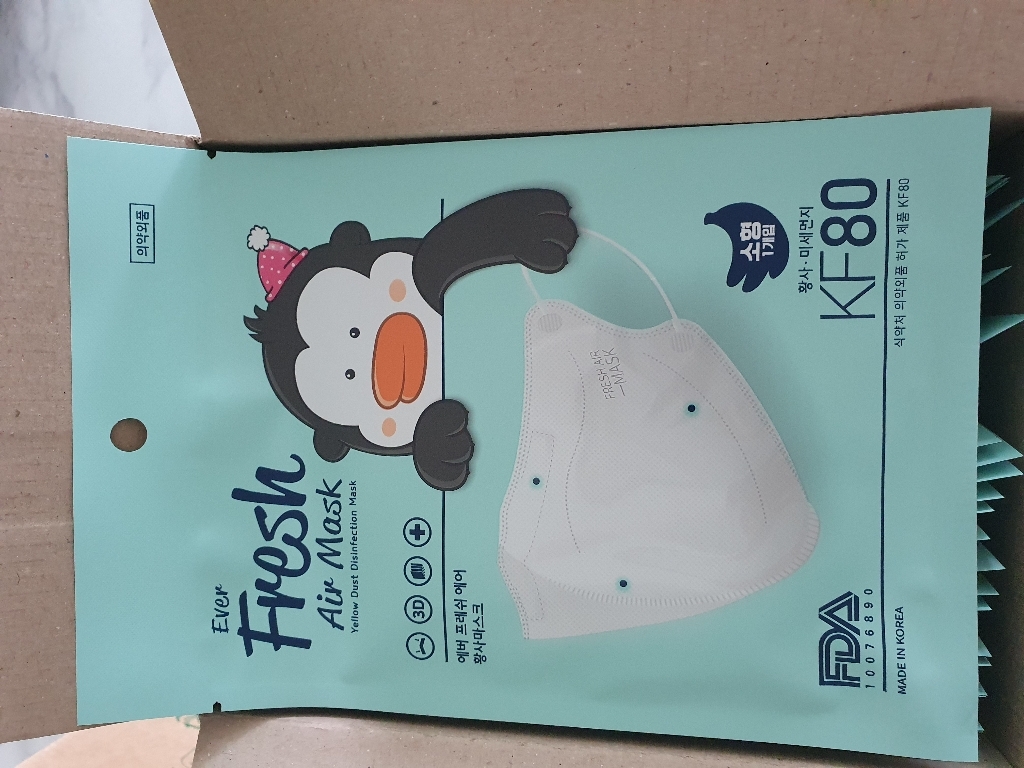 의약외품
Ever
Fresh
Air Mask
Yellow Dust Disinfection Mask
3D
에버 프레쉬 에어
황사마스크
FRESH AIR
MASK
소형
1개입
황사·미세먼지
KF80
FDA
10076890
식약처 의약외품 허가 제품 KF80
MADE IN KOREA